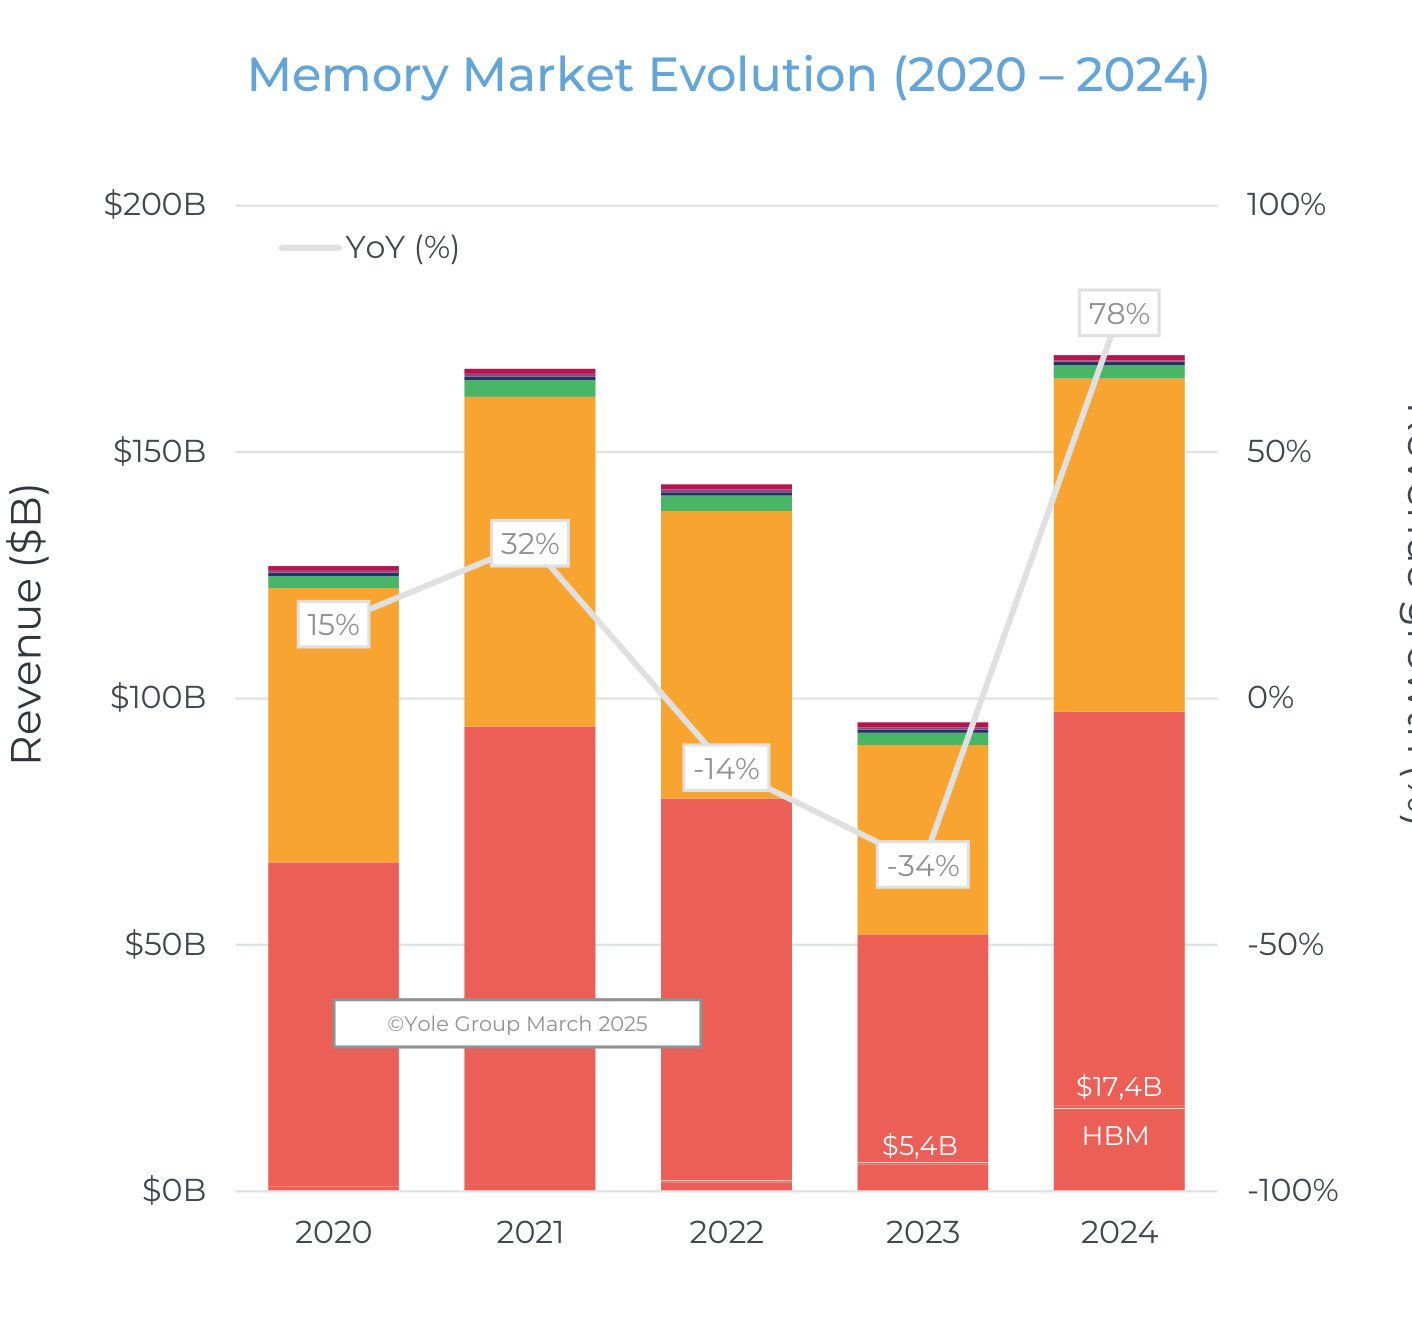 Memory Market Evolution (2020 – 2024)
$200B
100%
YoY (%)
78%
$150B
50%
32%
15%
Revenue ($B)
$100B
0%
-14%
-34%
$50B
-50%
©Yole Group March 2025
$17,4B
HBM
$5,4B
$0B
-100%
2020
2021
2022
2023
2024